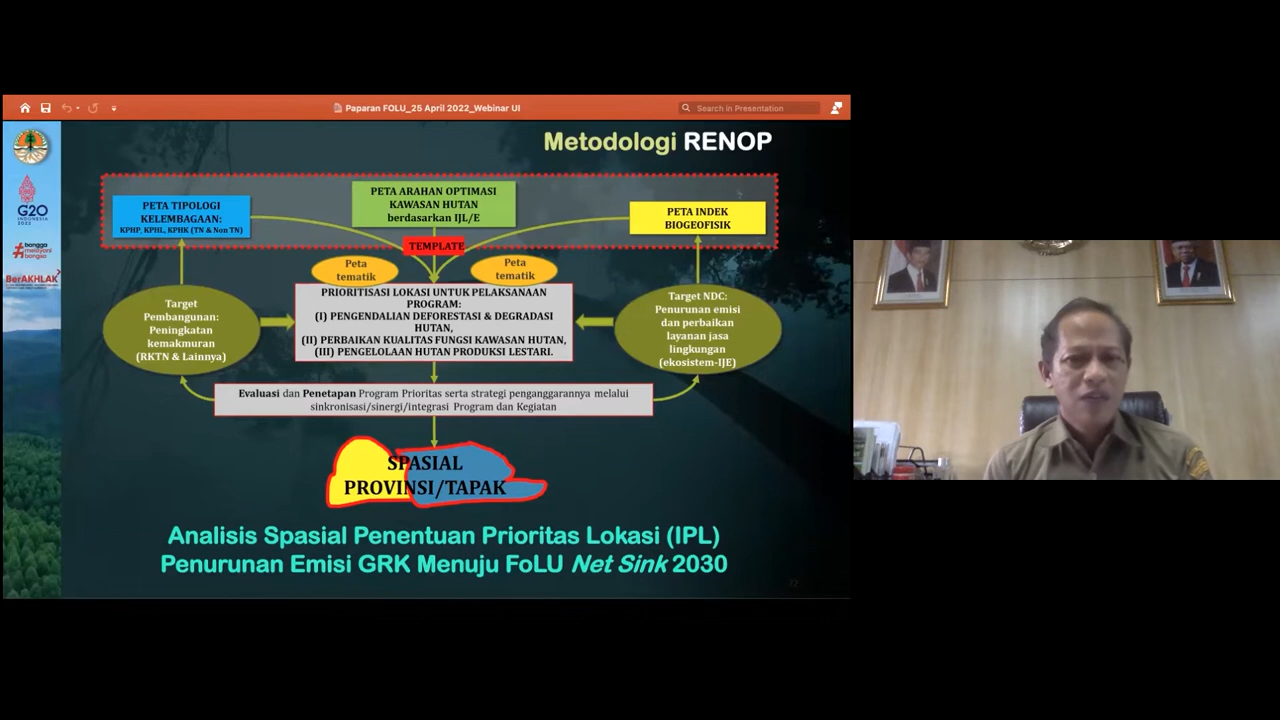 Paparan FOLU_25 April 2022_Webinar UI
Search in Presentation
Metodologi RENOP
G20
INDONESIA
2022
#bangga
melayani
bangsa
BerAKHLAK
PETA TIPOLOGI
KELEMBAGAAN:
KPHP, KPHL, KPHK (TN & Non TN)
PETA ARAHAN OPTIMASI
KAWASAN HUTAN
berdasarkan IJL/E
PETA INDEK
BIOGEOFISIK
TEMPLATE
Peta
tematik
Peta
tematik
Target
Pembangunan:
Peningkatan
kemakmuran
(RKTN & Lainnya)
PRIORITISASI LOKASI UNTUK PELAKSANAAN
PROGRAM:
(I) PENGENDALIAN DEFORESTASI & DEGRADASI
HUTAN,
(II) PERBAIKAN KUALITAS FUNGSI KAWASAN HUTAN,
(III) PENGELOLAAN HUTAN PRODUKSI LESTARI.
Target NDC:
Penurunan emisi
dan perbaikan
layanan jasa
lingkungan
(ekosistem-IJE)
Evaluasi dan Penetapan Program Prioritas serta strategi penganggarannya melalui
sinkronisasi/sinergi/integrasi Program dan Kegiatan
SPASIAL
PROVINSI/TAPAK
Analisis Spasial Penentuan Prioritas Lokasi (IPL)
Penurunan Emisi GRK Menuju FoLU Net Sink 2030